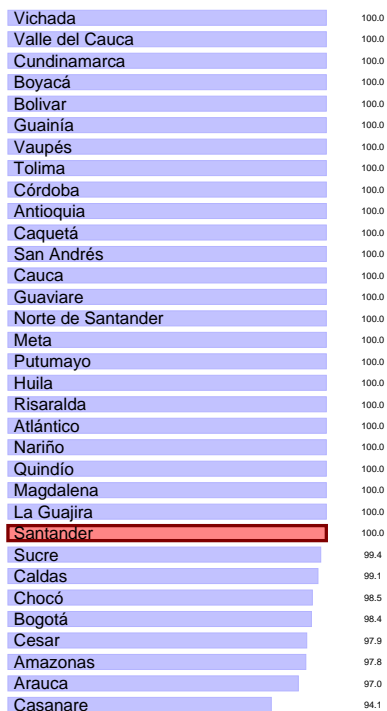 Vichada 100.0
Valle del Cauca 100.0
Cundinamarca 100.0
Boyacá 100.0
Bolivar 100.0
Guainía 100.0
Vaupés 100.0
Tolima 100.0
Córdoba 100.0
Antioquia 100.0
Caquetá 100.0
San Andrés 100.0
Cauca 100.0
Guaviare 100.0
Norte de Santander 100.0
Meta 100.0
Putumayo 100.0
Huila 100.0
Risaralda 100.0
Atlántico 100.0
Nariño 100.0
Quindío 100.0
Magdalena 100.0
La Guajira 100.0
Santander 100.0
Sucre 99.4
Caldas 99.1
Chocó 98.5
Bogotá 98.4
Cesar 97.9
Amazonas 97.8
Arauca 97.0
Casanare 94.1